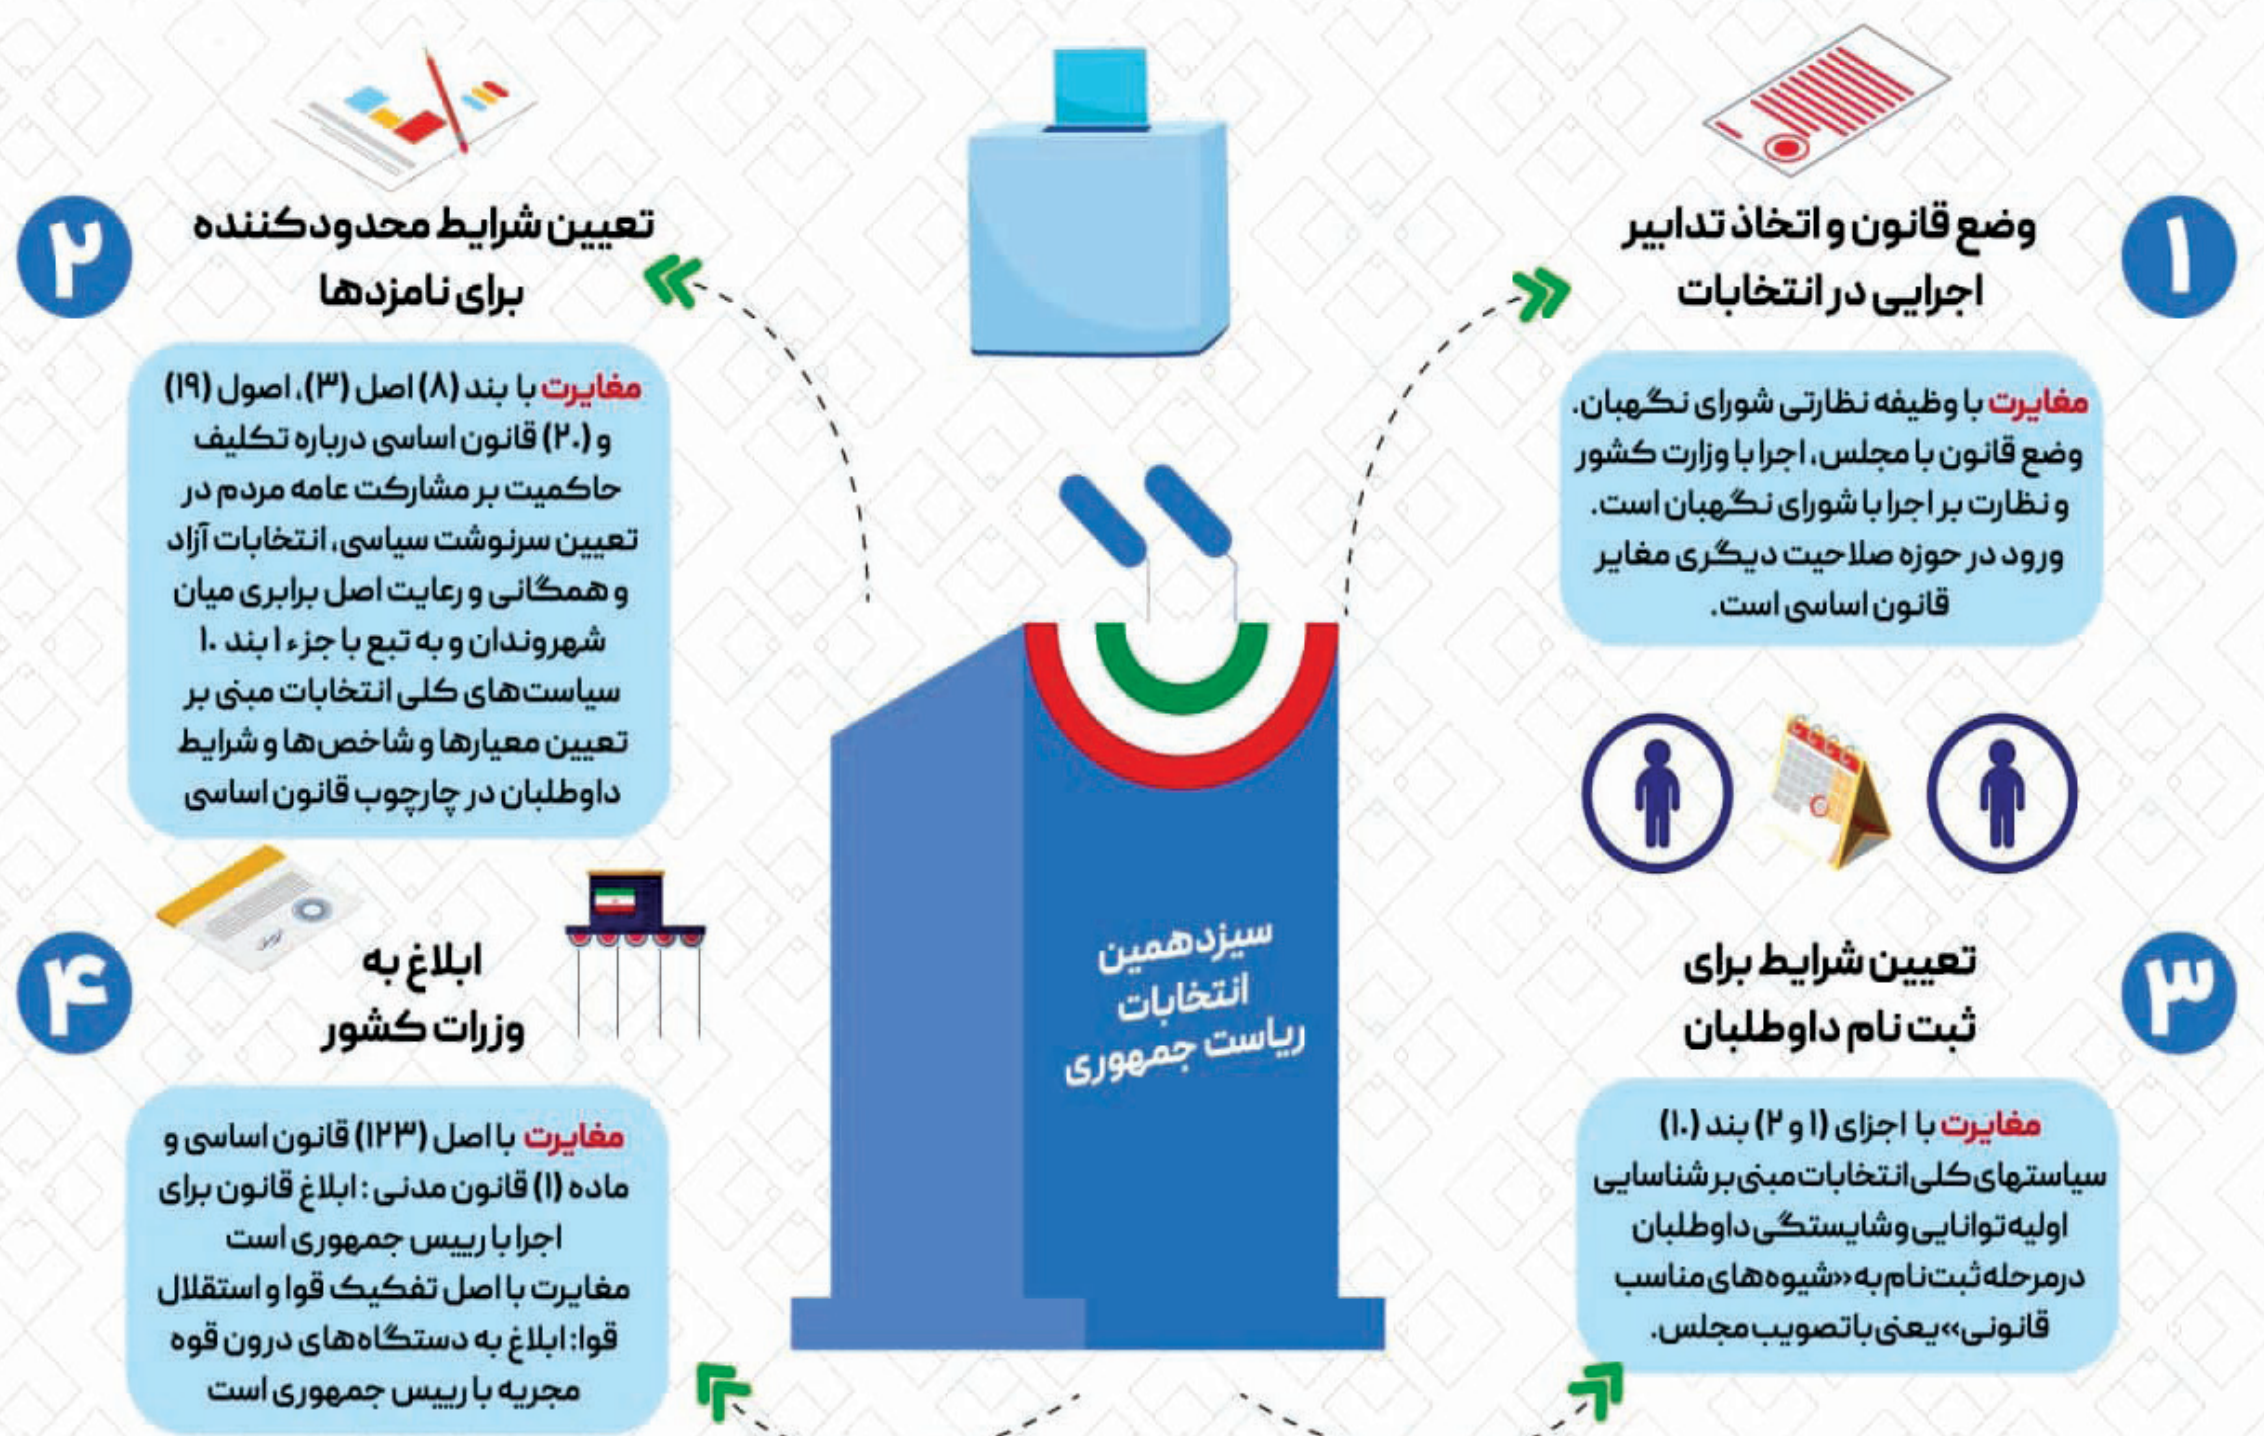 ۱
وضع قانون و اتخاذ تدابیر
اجرایی در انتخابات
مغایرت با وظیفه نظارتی شورای نگهبان.
وضع قانون با مجلس، اجرا با وزارت کشور
و نظارت بر اجرا با شورای نگهبان است.
ورود در حوزه صلاحیت دیگری مغایر
قانون اساسی است.
۲
تعیین شرایط محدودکننده
برای نامزدها
مغایرت با بند (۸) اصل (۳)، اصول (۱۹)
و (۲۰) قانون اساسی درباره تکلیف
حاکمیت بر مشارکت عامه مردم در
تعیین سرنوشت سیاسی، انتخابات آزاد
و همگانی و رعایت اصل برابری میان
شهروندان و به تبع با جزء ۱ بند ۱۰
سیاست‌های کلی انتخابات مبنی بر
تعیین معیارها و شاخص‌ها و شرایط
داوطلبان در چارچوب قانون اساسی
سیزدهمین
انتخابات
ریاست جمهوری
۳
تعیین شرایط برای
ثبت نام داوطلبان
مغایرت با اجزای (۱ و ۲) بند (۱۰)
سیاستهای کلی انتخابات مبنی بر شناسایی
اولیه توانایی و شایستگی داوطلبان
درمرحله ثبت‌نام به «شیوه‌های مناسب
قانونی» یعنی با تصویب مجلس.
۴
ابلاغ به
وزرات کشور
مغایرت با اصل (۱۲۳) قانون اساسی و
ماده (۱) قانون مدنی: ابلاغ قانون برای
اجرا با رییس جمهوری است
مغایرت با اصل تفکیک قوا و استقلال
قوا: ابلاغ به دستگاه‌های درون قوه
مجریه با رییس جمهوری است